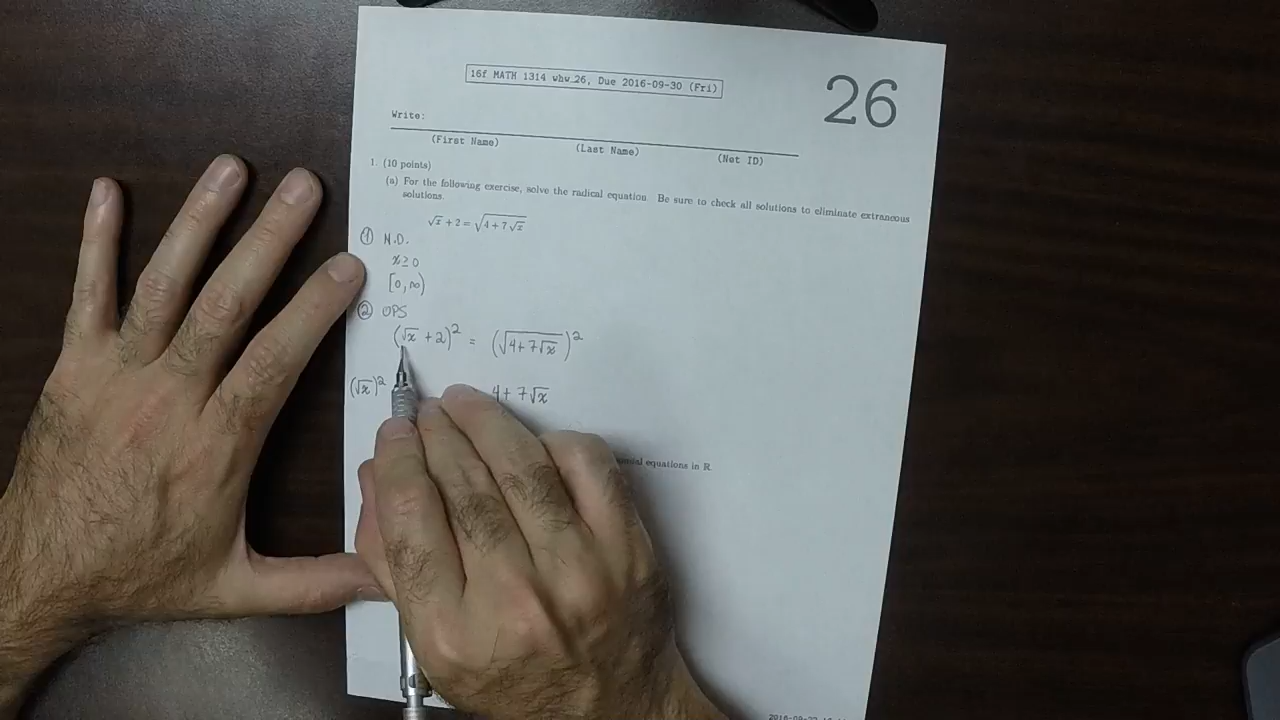 16f MATH 1314 whw_26, Due 2016-09-30 (Fri)
26
Write:
(First Name) (Last Name) (Net ID)
1. (10 points)
(a) For the following exercise, solve the radical equation. Be sure to check all solutions to eliminate extraneous
solutions.
√x + 2 = √(4 + 7√x)
① N.D.
x ≥ 0
[0, ∞)
② OPS
(√x + 2)² = (√(4+7√x))²
(√x)² 4 + 7√x
equations in ℝ